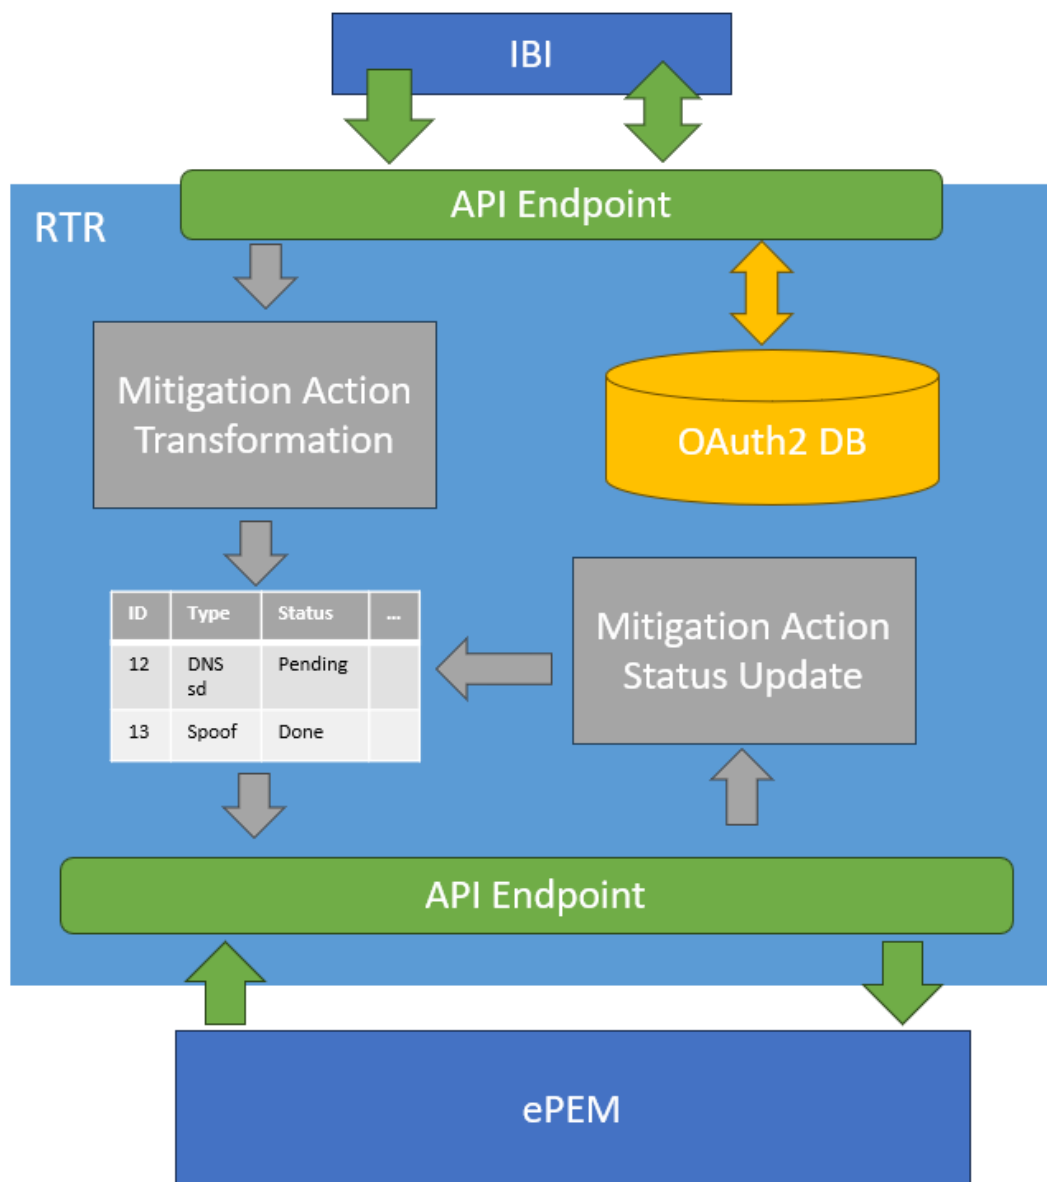 IBI
API Endpoint
RTR
Mitigation Action
Transformation
OAuth2 DB
ID Type Status ...
12 DNS sd Pending
13 Spoof Done
Mitigation Action
Status Update
API Endpoint
ePEM